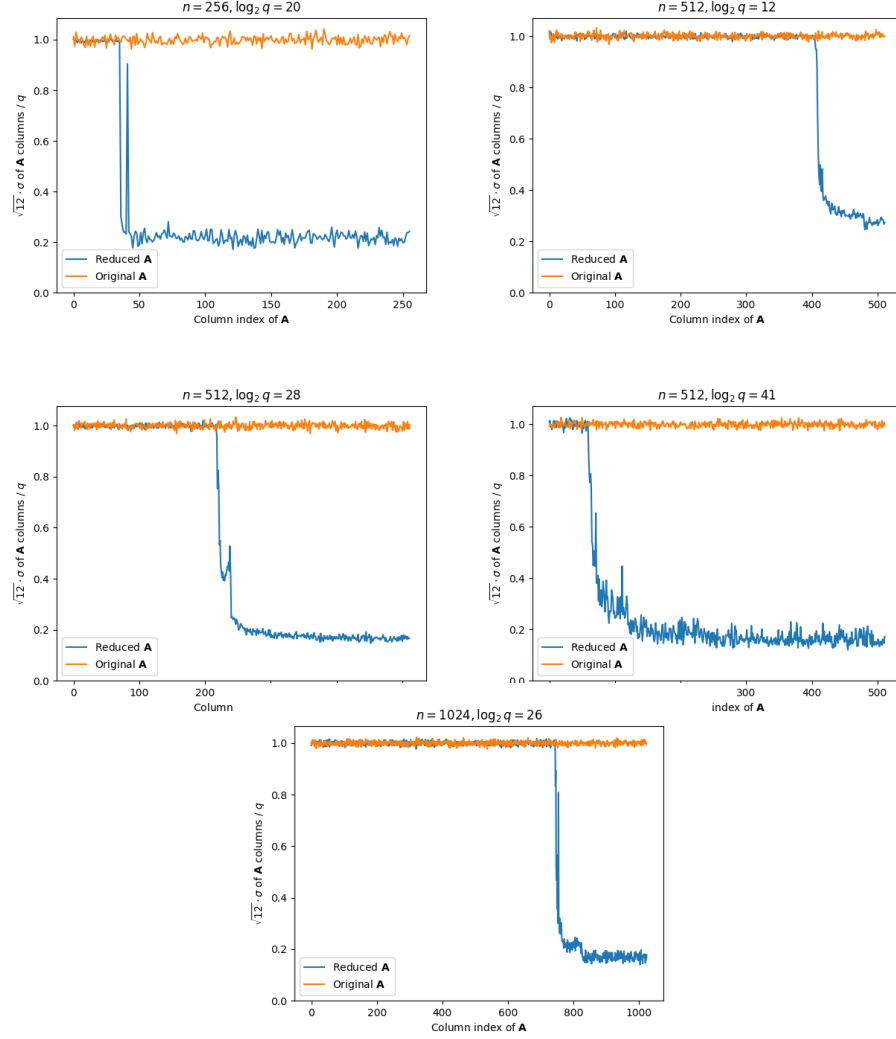 n = 256, log₂ q = 20
√12 · σ of A columns / q
1.0
0.8
0.6
0.4
0.2
0.0
Reduced A
Original A
0 50 100 150 200 250
Column index of A
n = 512, log₂ q = 12
√12 · σ of A columns / q
1.0
0.8
0.6
0.4
0.2
0.0
Reduced A
Original A
0 100 200 300 400 500
Column index of A
n = 512, log₂ q = 28
√12 · σ of A columns / q
1.0
0.8
0.6
0.4
0.2
0.0
Reduced A
Original A
0 100 200
Column
n = 512, log₂ q = 41
√12 · σ of A columns / q
1.0
0.8
0.6
0.4
0.2
0.0
Reduced A
Original A
300 400 500
index of A
n = 1024, log₂ q = 26
√12 · σ of A columns / q
1.0
0.8
0.6
0.4
0.2
0.0
Reduced A
Original A
0 200 400 600 800 1000
Column index of A